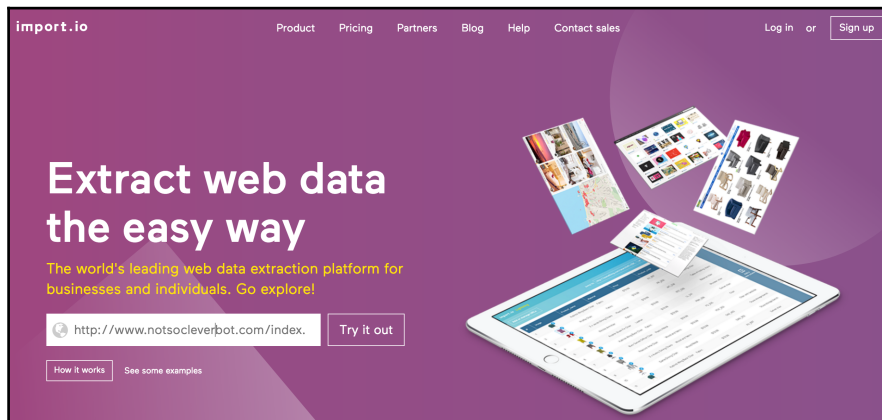 import.io
Product Pricing Partners Blog Help Contact sales Log in or Sign up
Extract web data
the easy way
The world's leading web data extraction platform for
businesses and individuals. Go explore!
http://www.notsocleverbot.com/index. Try it out
How it works See some examples